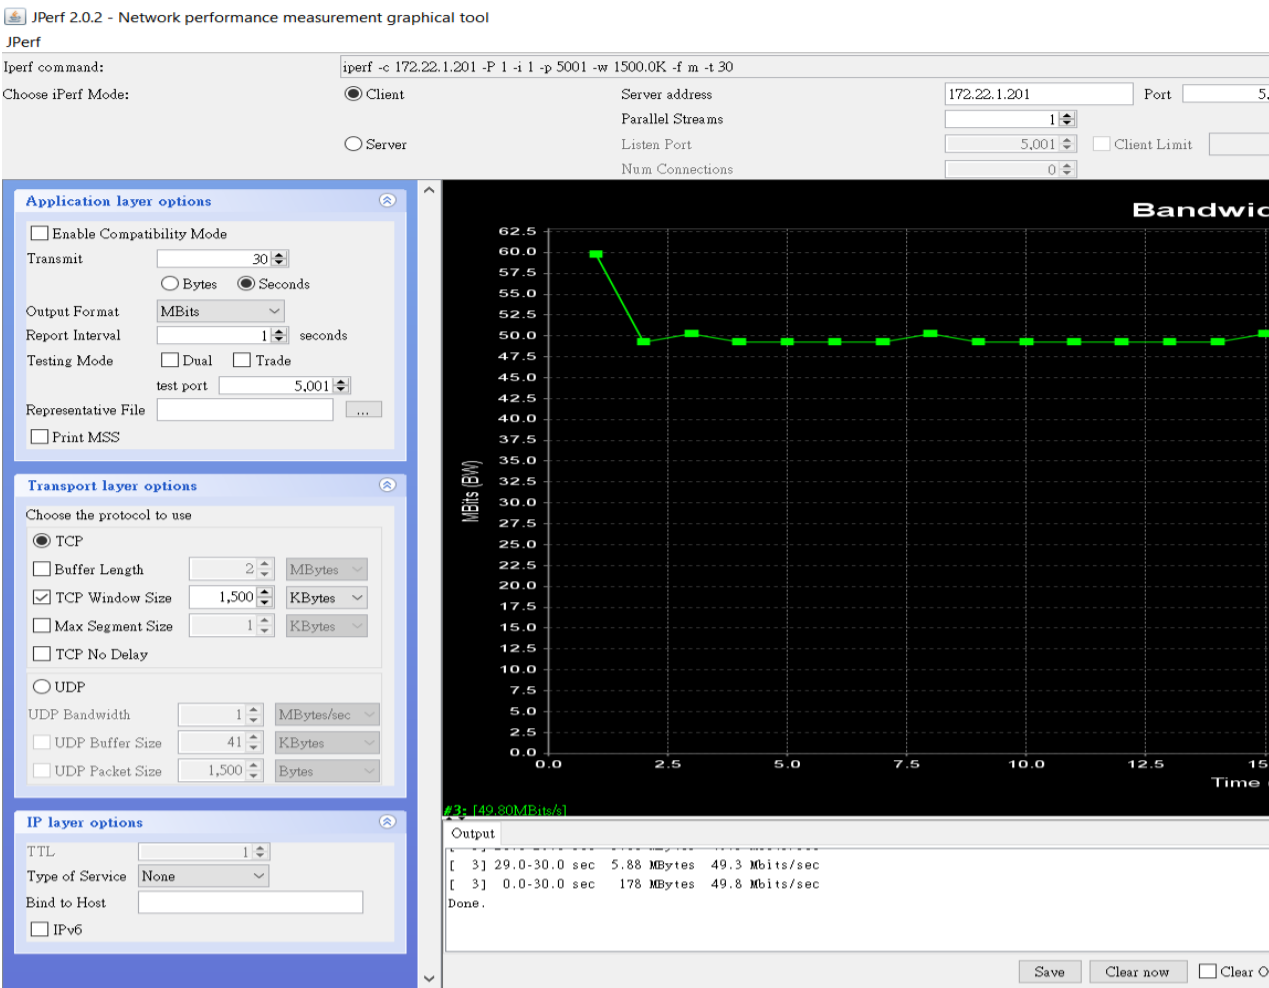 JPerf 2.0.2 - Network performance measurement graphical tool
JPerf
Iperf command: iperf -c 172.22.1.201 -P 1 -i 1 -p 5001 -w 1500.0K -f m -t 30
Choose iPerf Mode: Client Server address 172.22.1.201 Port 5,
Parallel Streams 1
Server Listen Port 5,001 Client Limit
Num Connections 0
Application layer options
Enable Compatibility Mode
Transmit 30
Bytes Seconds
Output Format MBits
Report Interval 1 seconds
Testing Mode Dual Trade
test port 5,001
Representative File ...
Print MSS
Transport layer options
Choose the protocol to use
TCP
Buffer Length 2 MBytes
TCP Window Size 1,500 KBytes
Max Segment Size 1 KBytes
TCP No Delay
UDP
UDP Bandwidth 1 MBytes/sec
UDP Buffer Size 41 KBytes
UDP Packet Size 1,500 Bytes
IP layer options
TTL 1
Type of Service None
Bind to Host
IPv6
Bandwid
62.5
60.0
57.5
55.0
52.5
50.0
47.5
45.0
42.5
40.0
37.5
35.0
32.5
30.0
27.5
25.0
22.5
20.0
17.5
15.0
12.5
10.0
7.5
5.0
2.5
0.0
MBits (BW)
0.0 2.5 5.0 7.5 10.0 12.5 15
Time
#3: [49.80MBits/s]
Output
[ 3] 29.0-30.0 sec 5.88 MBytes 49.3 Mbits/sec
[ 3] 0.0-30.0 sec 178 MBytes 49.8 Mbits/sec
Done.
Save Clear now Clear O